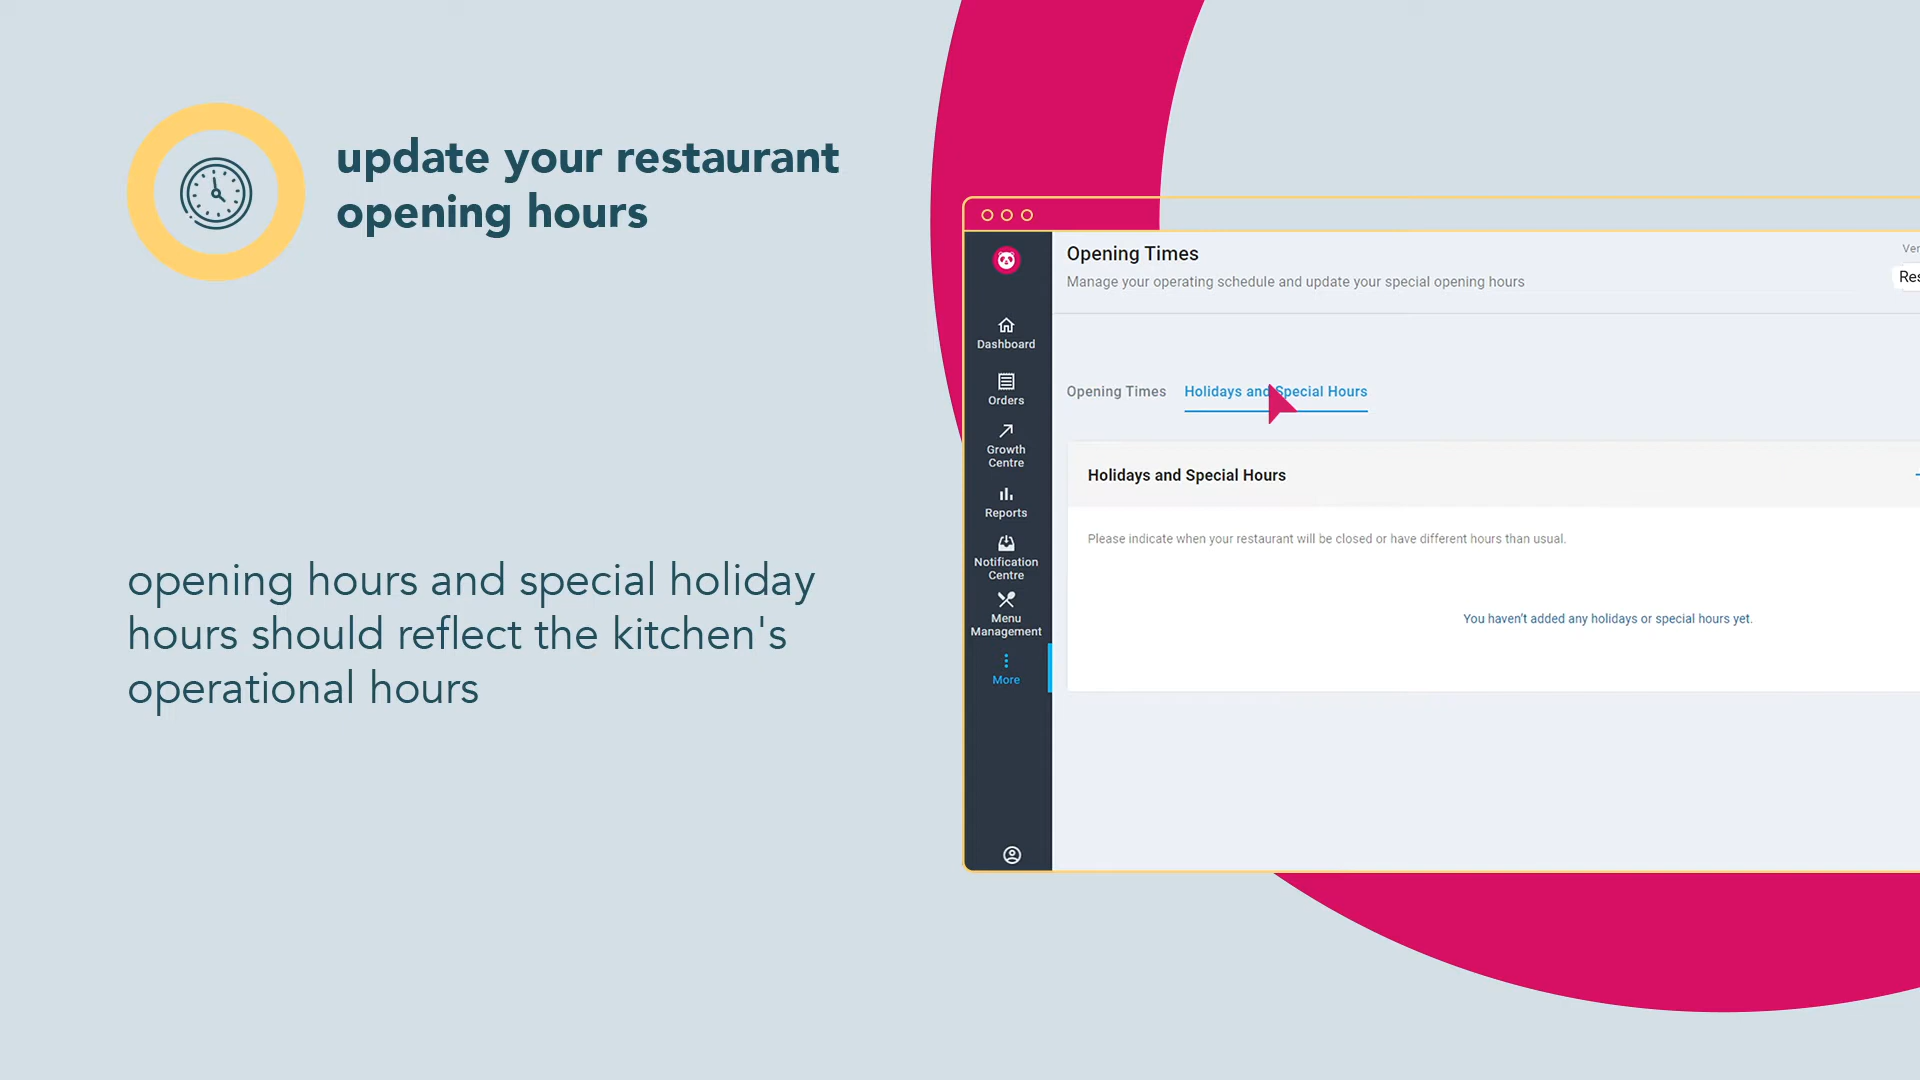 update your restaurant
opening hours
opening hours and special holiday
hours should reflect the kitchen's
operational hours
Opening Times
Manage your operating schedule and update your special opening hours
Dashboard
Orders
Growth
Centre
Reports
Notification
Centre
Menu
Management
More
Opening Times
Holidays and Special Hours
Holidays and Special Hours
Please indicate when your restaurant will be closed or have different hours than usual.
You haven't added any holidays or special hours yet.